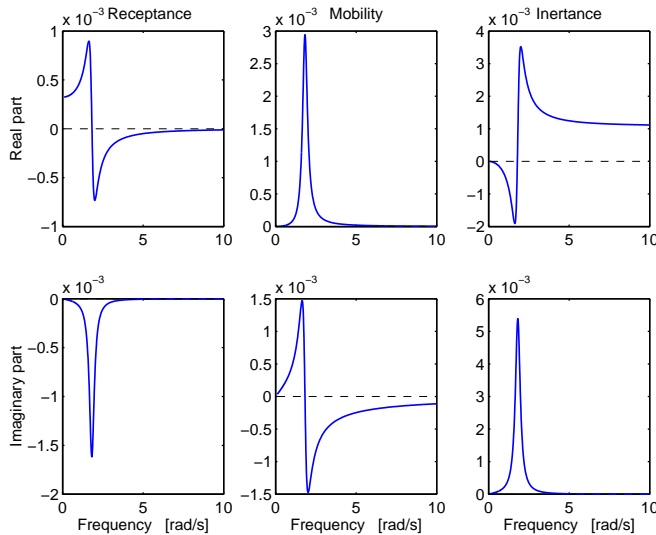 x 10⁻³ Receptance
x 10⁻³ Mobility
x 10⁻³ Inertance
Real part
1
0.5
0
−0.5
−1
0 5 10
3
2.5
2
1.5
1
0.5
0
0 5 10
4
3
2
1
0
−1
−2
0 5 10
x 10⁻³
x 10⁻³
x 10⁻³
Imaginary part
0
−0.5
−1
−1.5
−2
0 5 10
Frequency [rad/s]
1.5
1
0.5
0
−0.5
−1
−1.5
0 5 10
Frequency [rad/s]
6
5
4
3
2
1
0
0 5 10
Frequency [rad/s]